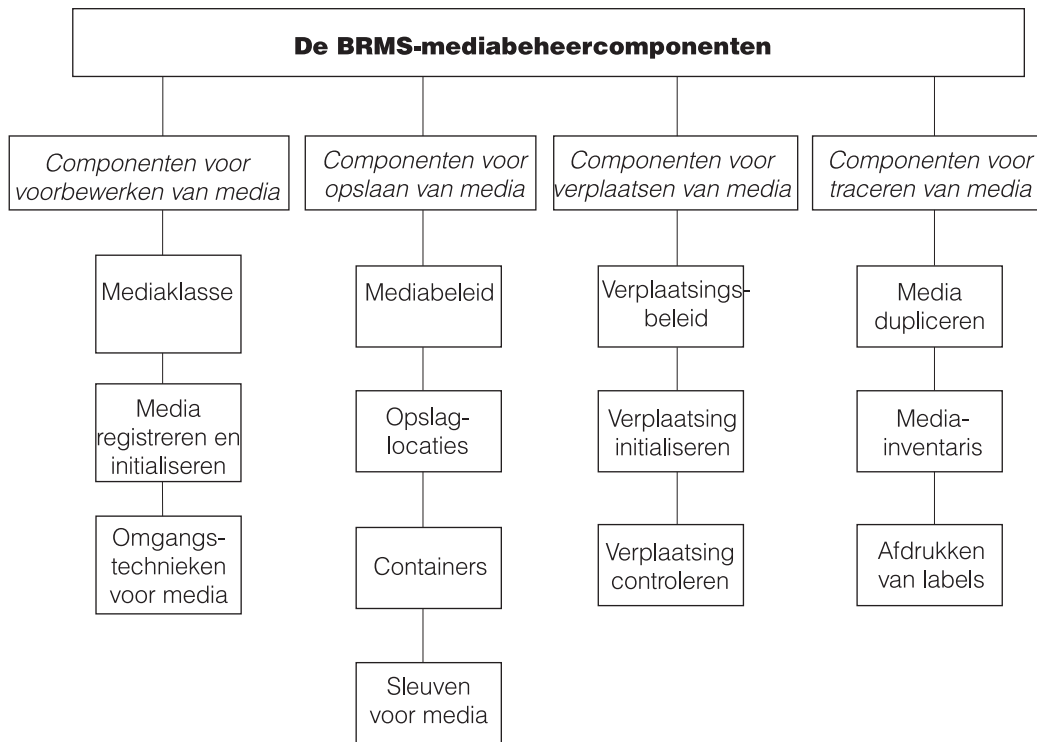 De BRMS-mediabeheercomponenten
Componenten voor
voorbewerken van media
Componenten voor
opslaan van media
Componenten voor
verplaatsen van media
Componenten voor
traceren van media
Mediaklasse
Media
registreren en
initialiseren
Omgangs-
technieken
voor media
Mediabeleid
Opslag-
locaties
Containers
Sleuven
voor media
Verplaatsings-
beleid
Verplaatsing
initialiseren
Verplaatsing
controleren
Media
dupliceren
Media-
inventaris
Afdrukken
van labels